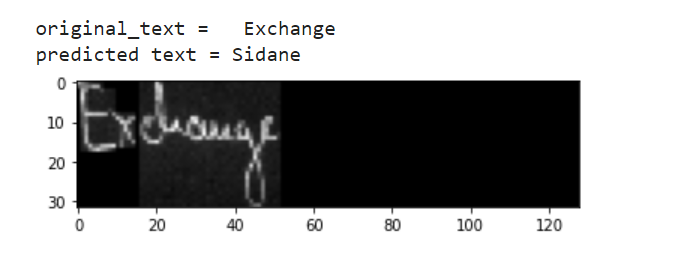 original_text =   Exchange
predicted text = Sidane
0
10
20
30
Exchange
0 20 40 60 80 100 120